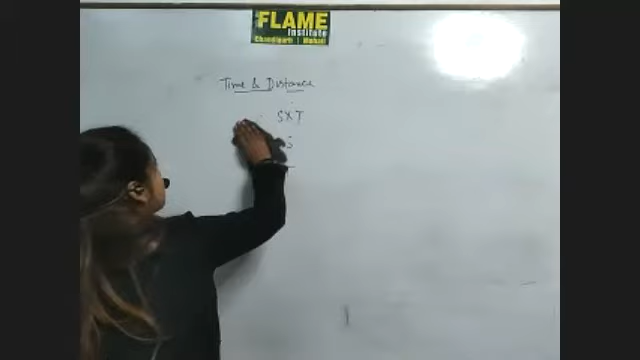 FLAME
Institute
Chandigarh | Mohali
Time & Distance
S X T
S